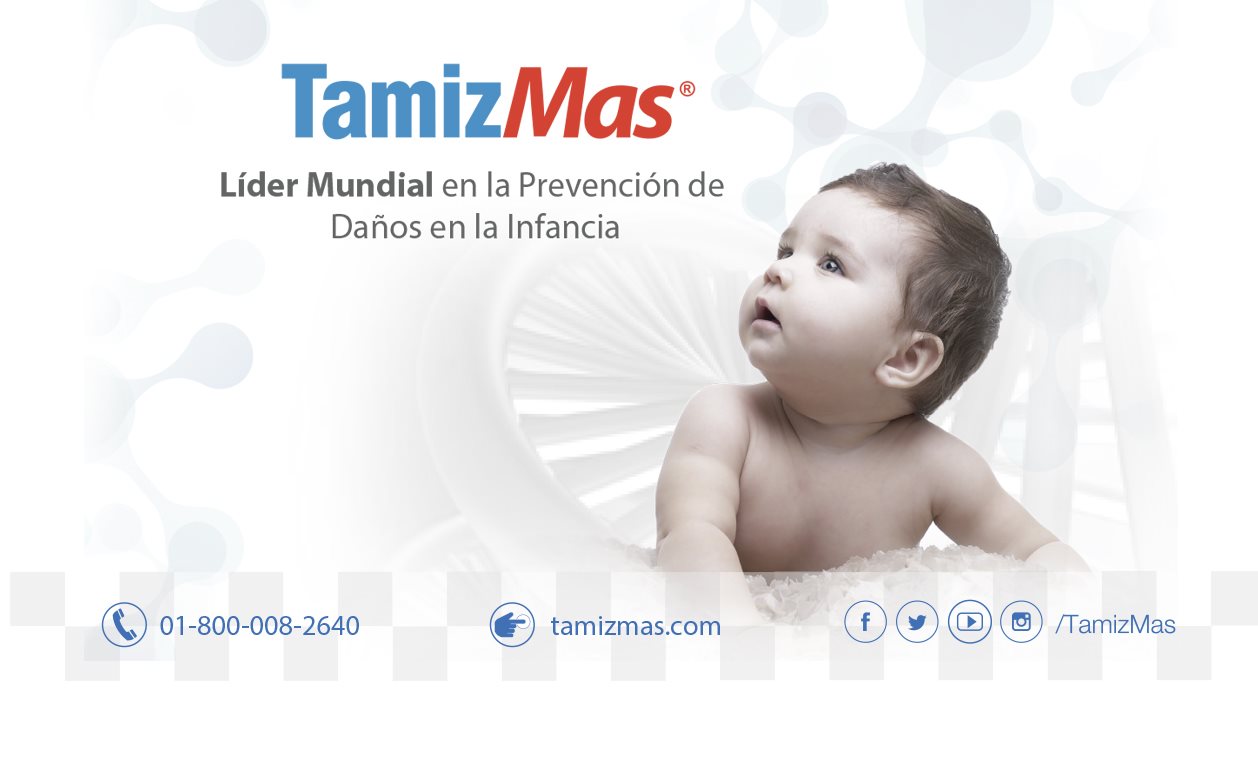 TamizMas®
Líder Mundial en la Prevención de
Daños en la Infancia
01-800-008-2640
tamizmas.com
/TamizMas